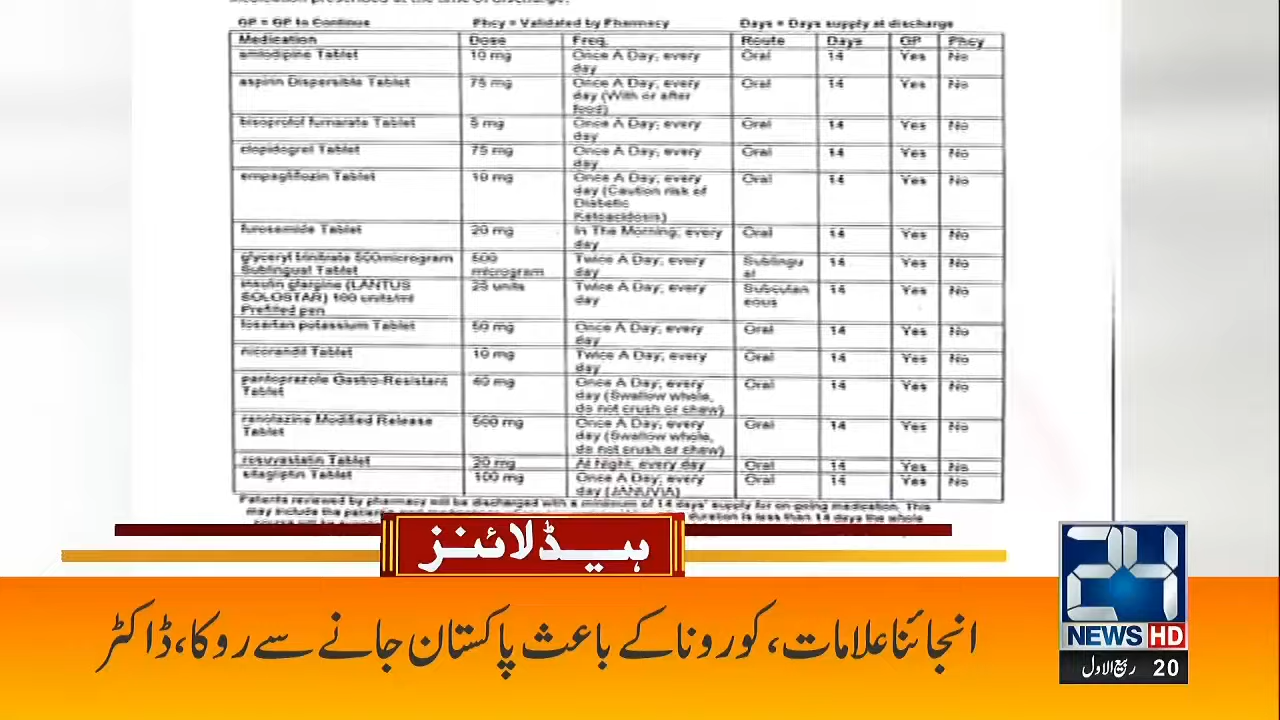 GP = GP to Continue Phcy = Validated by Pharmacy Days = Days supply at discharge
Medication Dose Freq. Route Days GP Phcy
amlodipine Tablet 10 mg Once A Day, every day Oral 14 Yes No
aspirin Dispersible Tablet 75 mg Once A Day, every day (With or after food) Oral 14 Yes No
bisoprolol fumarate Tablet 5 mg Once A Day, every day Oral 14 Yes No
clopidogrel Tablet 75 mg Once A Day, every day Oral 14 Yes No
empagliflozin Tablet 10 mg Once A Day, every day (Caution risk of Diabetic Ketoacidosis) Oral 14 Yes No
furosemide Tablet 20 mg In The Morning, every day Oral 14 Yes No
glyceryl trinitrate 500microgram Sublingual Tablet 500 microgram Twice A Day, every day Sublingual 14 Yes No
insulin glargine (LANTUS SOLOSTAR) 100 units/ml Prefilled pen 25 units Twice A Day, every day Subcutaneous 14 Yes No
losartan potassium Tablet 50 mg Once A Day, every day Oral 14 Yes No
nicorandil Tablet 10 mg Twice A Day, every day Oral 14 Yes No
pantoprazole Gastro-Resistant Tablet 40 mg Once A Day, every day (Swallow whole, do not crush or chew) Oral 14 Yes No
ranolazine Modified Release Tablet 500 mg Once A Day, every day (Swallow whole, do not crush or chew) Oral 14 Yes No
rosuvastatin Tablet 20 mg At Night, every day Oral 14 Yes No
sitagliptin Tablet 100 mg Once A Day, every day (JANUVIA) Oral 14 Yes No
Patients reviewed by pharmacy will be discharged with a minimum of 14 days' supply for on going medication. This
may include the patients
duration is less than 14 days the whole
ہیڈلائنز
انجائنا علامات، کورونا کے باعث پاکستان جانے سے روکا، ڈاکٹر
24
NEWS HD
20 ربیع الاول